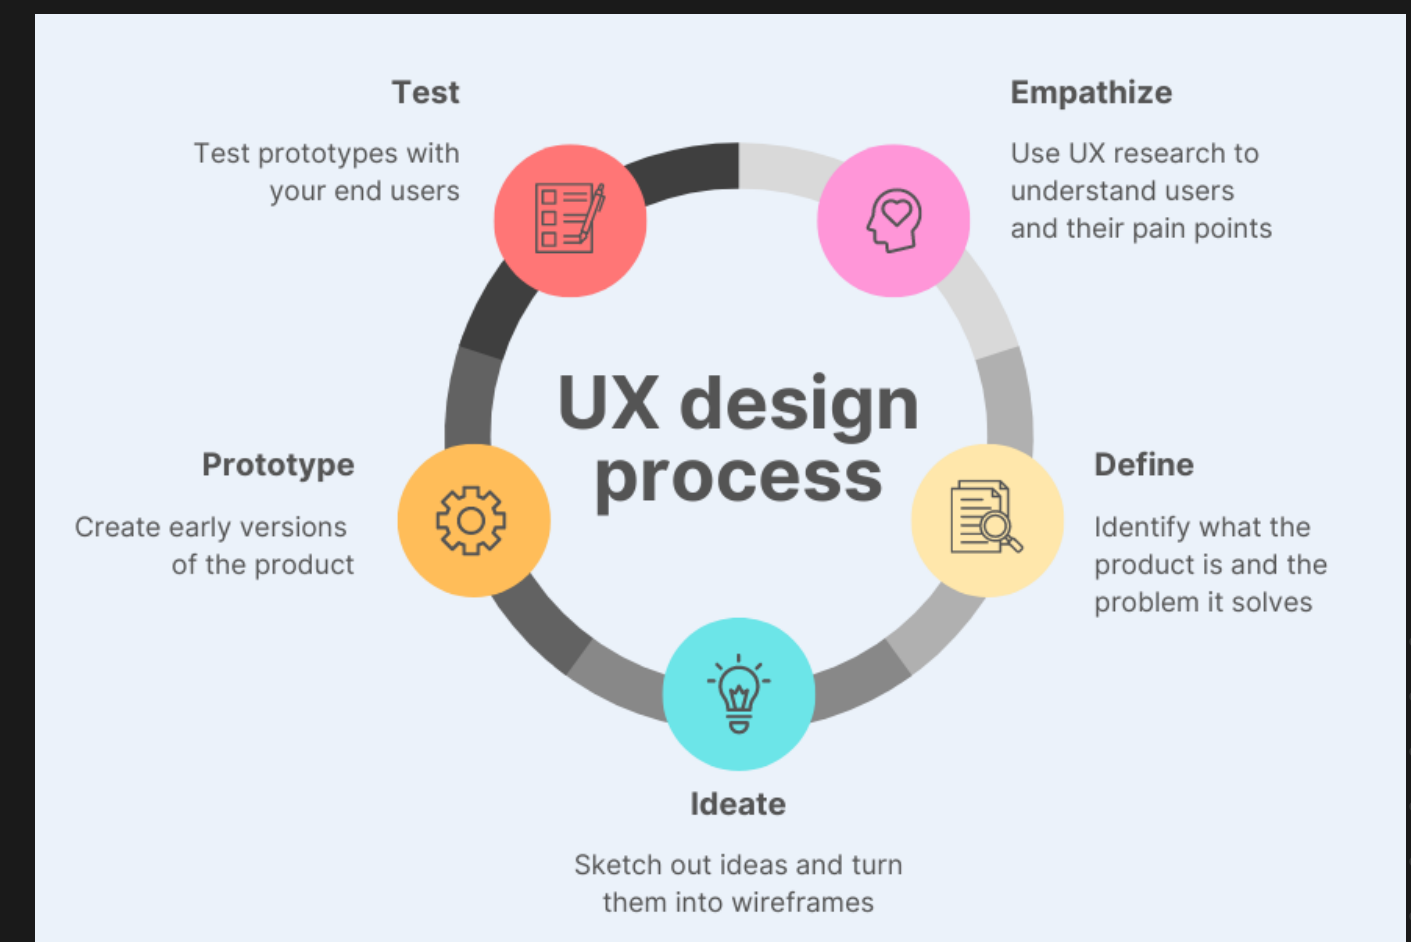 UX design
process
Empathize
Use UX research to
understand users
and their pain points
Define
Identify what the
product is and the
problem it solves
Ideate
Sketch out ideas and turn
them into wireframes
Prototype
Create early versions
of the product
Test
Test prototypes with
your end users